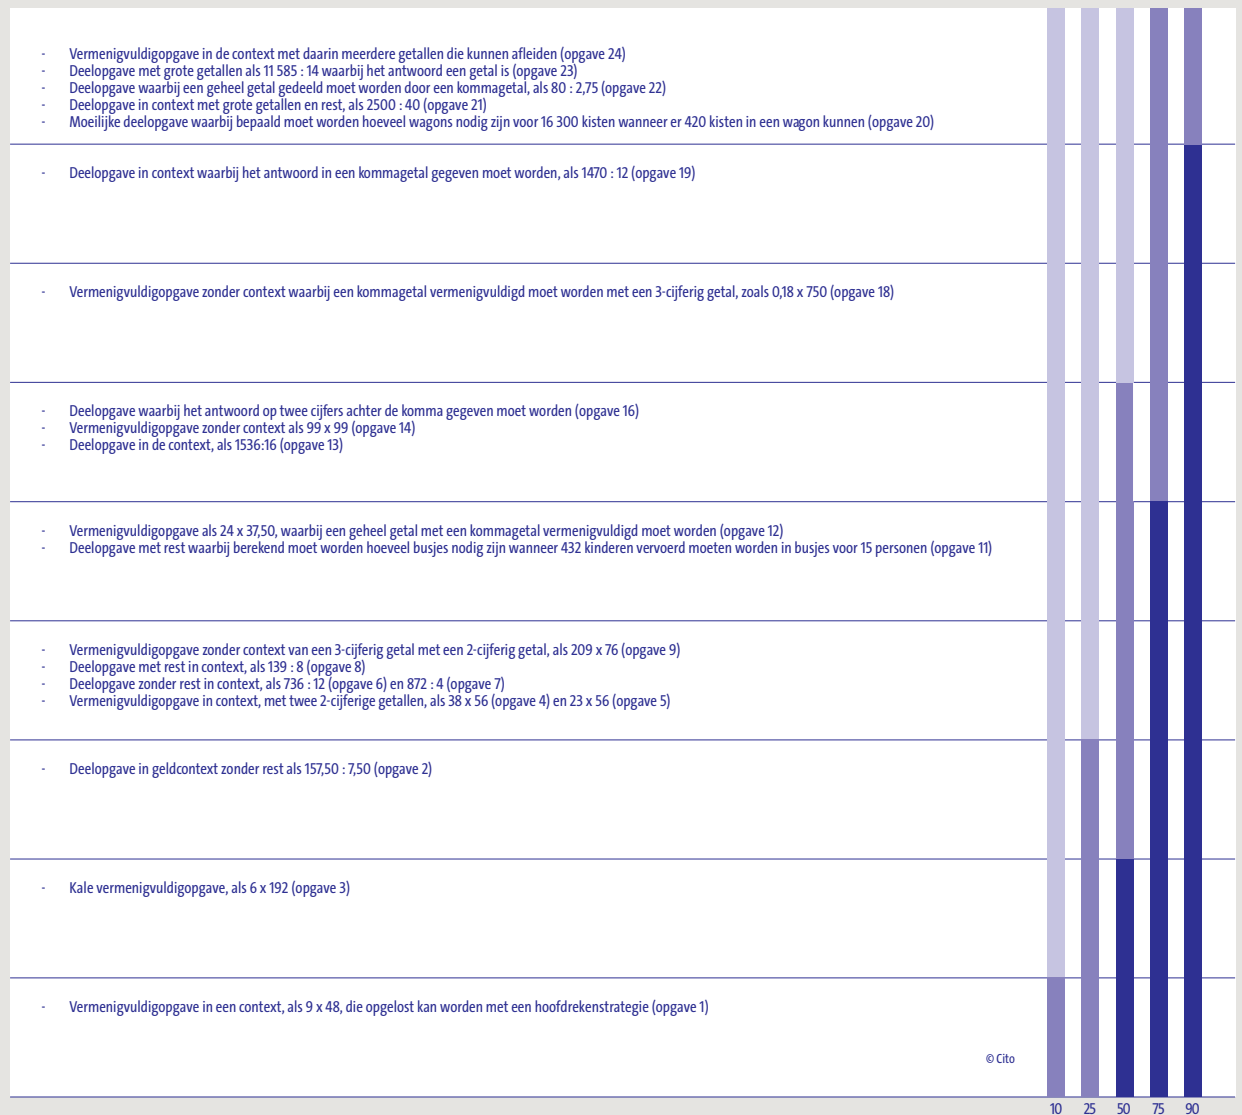 - Vermenigvuldigopgave in de context met daarin meerdere getallen die kunnen afleiden (opgave 24)
- Deelopgave met grote getallen als 11 585 : 14 waarbij het antwoord een getal is (opgave 23)
- Deelopgave waarbij een geheel getal gedeeld moet worden door een kommagetal, als 80 : 2,75 (opgave 22)
- Deelopgave in context met grote getallen en rest, als 2500 : 40 (opgave 21)
- Moeilijke deelopgave waarbij bepaald moet worden hoeveel wagons nodig zijn voor 16 300 kisten wanneer er 420 kisten in een wagon kunnen (opgave 20)
- Deelopgave in context waarbij het antwoord in een kommagetal gegeven moet worden, als 1470 : 12 (opgave 19)
- Vermenigvuldigopgave zonder context waarbij een kommagetal vermenigvuldigd moet worden met een 3-cijferig getal, zoals 0,18 x 750 (opgave 18)
- Deelopgave waarbij het antwoord op twee cijfers achter de komma gegeven moet worden (opgave 16)
- Vermenigvuldigopgave zonder context als 99 x 99 (opgave 14)
- Deelopgave in de context, als 1536:16 (opgave 13)
- Vermenigvuldigopgave als 24 x 37,50, waarbij een geheel getal met een kommagetal vermenigvuldigd moet worden (opgave 12)
- Deelopgave met rest waarbij berekend moet worden hoeveel busjes nodig zijn wanneer 432 kinderen vervoerd moeten worden in busjes voor 15 personen (opgave 11)
- Vermenigvuldigopgave zonder context van een 3-cijferig getal met een 2-cijferig getal, als 209 x 76 (opgave 9)
- Deelopgave met rest in context, als 139 : 8 (opgave 8)
- Deelopgave zonder rest in context, als 736 : 12 (opgave 6) en 872 : 4 (opgave 7)
- Vermenigvuldigopgave in context, met twee 2-cijferige getallen, als 38 x 56 (opgave 4) en 23 x 56 (opgave 5)
- Deelopgave in geldcontext zonder rest als 157,50 : 7,50 (opgave 2)
- Kale vermenigvuldigopgave, als 6 x 192 (opgave 3)
- Vermenigvuldigopgave in een context, als 9 x 48, die opgelost kan worden met een hoofdrekenstrategie (opgave 1)
© Cito
10 25 50 75 90